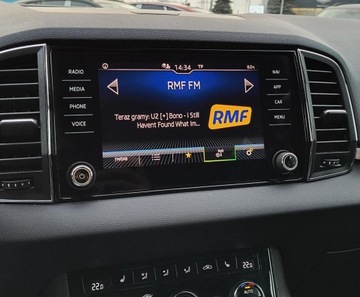 RADIO
MEDIA
PHONE
VOICE
14:34
TP
RMF FM
Teraz gramy: U2 [+] Bono - I Still
Havent Found What Im...
RMF
NAV
APP
CAR
MENU
22.0
22.0